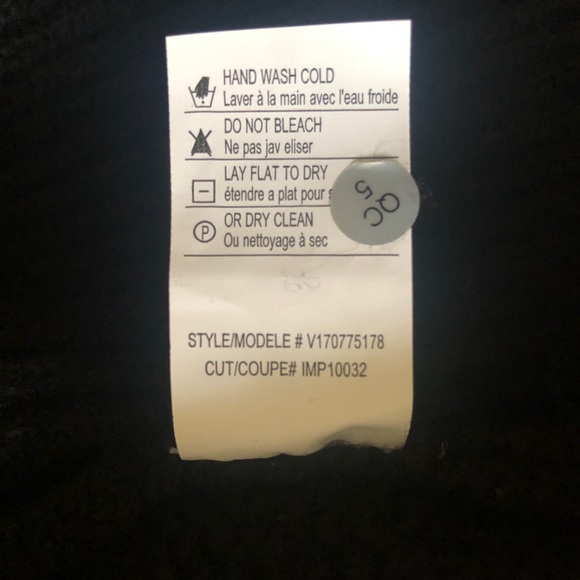 HAND WASH COLD
Laver à la main avec l'eau froide
DO NOT BLEACH
Ne pas jav eliser
LAY FLAT TO DRY
étendre a plat pour
QC
5
P
OR DRY CLEAN
Ou nettoyage à sec
STYLE/MODELE # V170775178
CUT/COUPE# IMP10032